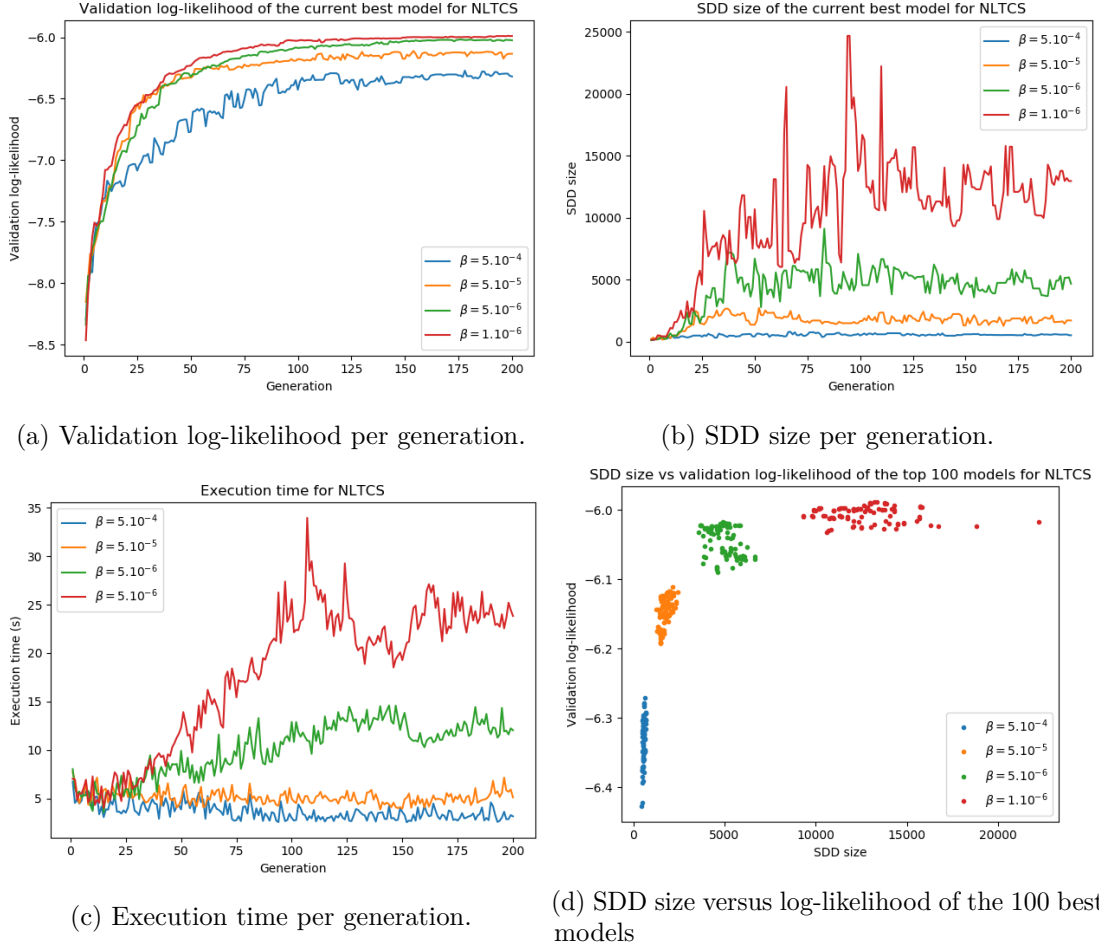 Validation log-likelihood of the current best model for NLTCS
−6.0
−6.5
−7.0
−7.5
−8.0
−8.5
Validation log-likelihood
0
25
50
75
100
125
150
175
200
Generation
β = 5.10⁻⁴
β = 5.10⁻⁵
β = 5.10⁻⁶
β = 1.10⁻⁶
(a) Validation log-likelihood per generation.
SDD size of the current best model for NLTCS
25000
20000
15000
10000
5000
0
SDD size
0
25
50
75
100
125
150
175
200
Generation
β = 5.10⁻⁴
β = 5.10⁻⁵
β = 5.10⁻⁶
β = 1.10⁻⁶
(b) SDD size per generation.
Execution time for NLTCS
35
30
25
20
15
10
5
Execution time (s)
0
25
50
75
100
125
150
175
200
Generation
β = 5.10⁻⁴
β = 5.10⁻⁵
β = 5.10⁻⁶
β = 5.10⁻⁶
(c) Execution time per generation.
SDD size vs validation log-likelihood of the top 100 models for NLTCS
−6.0
−6.1
−6.2
−6.3
−6.4
Validation log-likelihood
0
5000
10000
15000
20000
SDD size
β = 5.10⁻⁴
β = 5.10⁻⁵
β = 5.10⁻⁶
β = 1.10⁻⁶
(d) SDD size versus log-likelihood of the 100 best
models